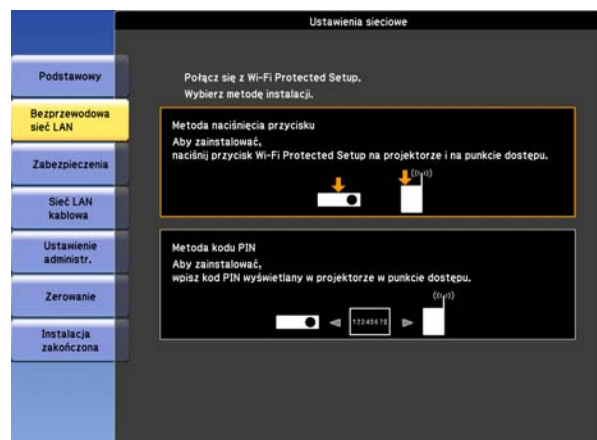 Ustawienia sieciowe
Podstawowy
Bezprzewodowa
sieć LAN
Zabezpieczenia
Sieć LAN
kablowa
Ustawienie
administr.
Zerowanie
Instalacja
zakończona
Połącz się z Wi-Fi Protected Setup.
Wybierz metodę instalacji.
Metoda naciśnięcia przycisku
Aby zainstalować,
naciśnij przycisk Wi-Fi Protected Setup na projektorze i na punkcie dostępu.
Metoda kodu PIN
Aby zainstalować,
wpisz kod PIN wyświetlany w projektorze w punkcie dostępu.
12345678